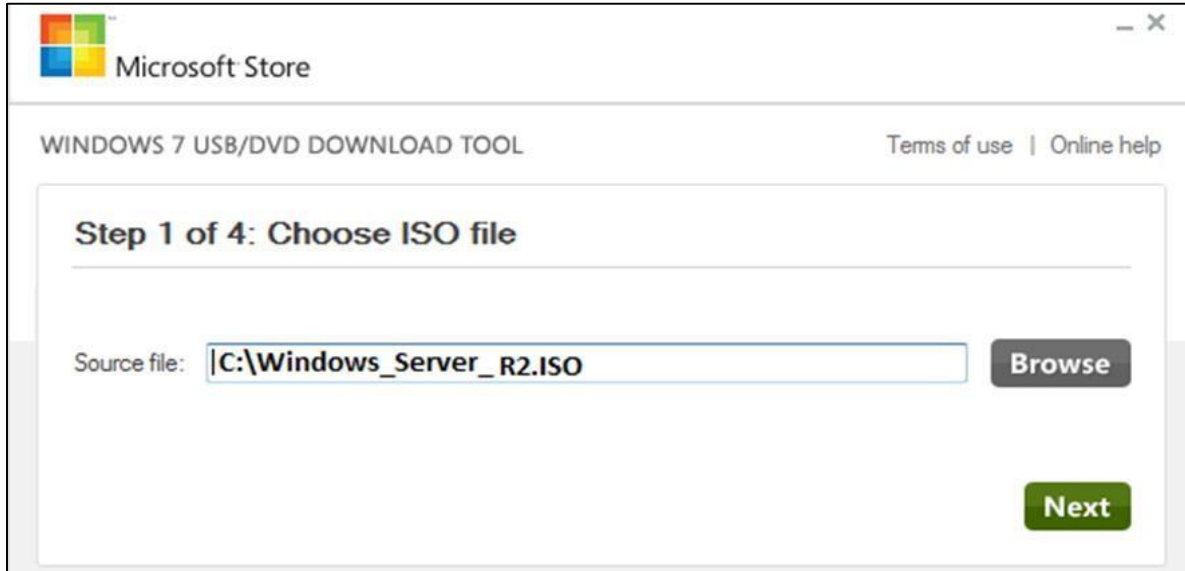 Microsoft Store
WINDOWS 7 USB/DVD DOWNLOAD TOOL
Terms of use | Online help
Step 1 of 4: Choose ISO file
Source file: C:\Windows_Server_ R2.ISO Browse
Next